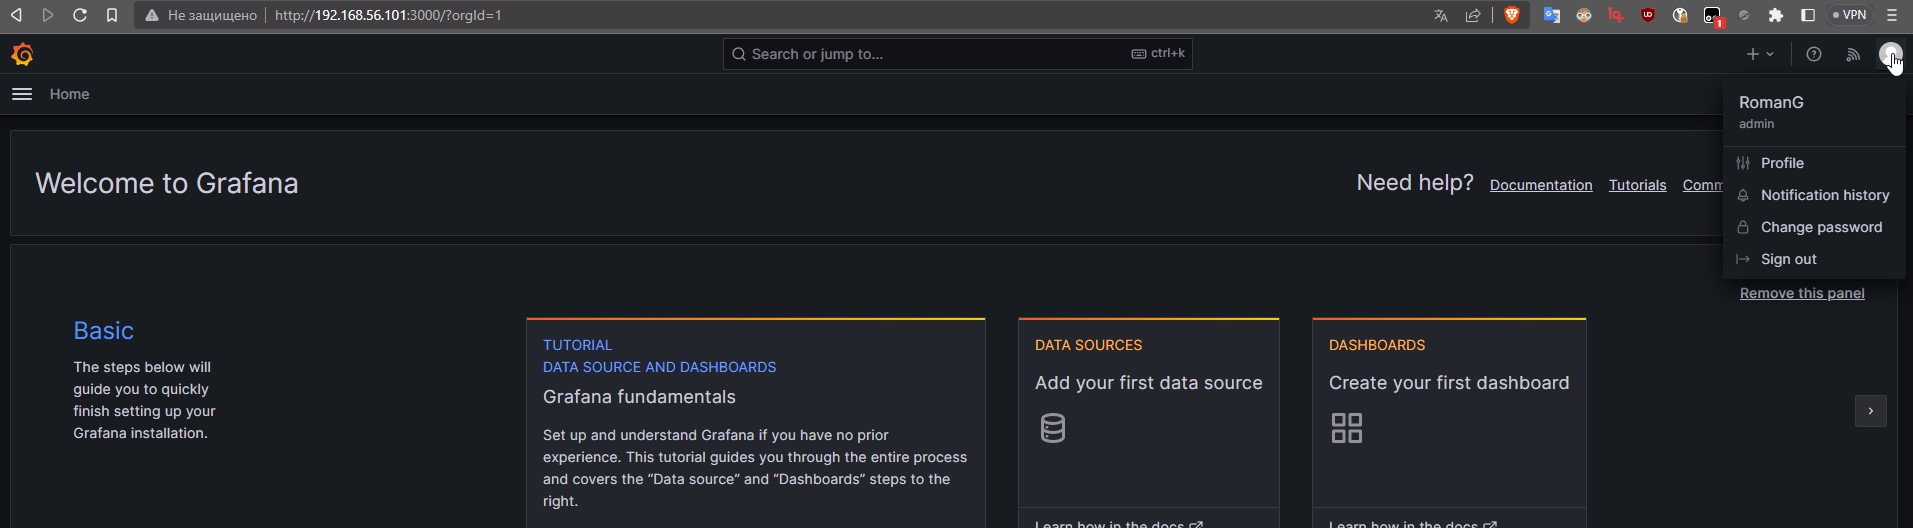 Не защищено http://192.168.56.101:3000/?orgId=1 1 VPN
Search or jump to... ctrl+k
Home
RomanG
admin
Profile
Notification history
Change password
Sign out
Welcome to Grafana
Need help? Documentation Tutorials Comm
Remove this panel
Basic
The steps below will
guide you to quickly
finish setting up your
Grafana installation.
TUTORIAL
DATA SOURCE AND DASHBOARDS
Grafana fundamentals
Set up and understand Grafana if you have no prior
experience. This tutorial guides you through the entire process
and covers the “Data source” and “Dashboards” steps to the
right.
DATA SOURCES
Add your first data source
Learn how in the docs
DASHBOARDS
Create your first dashboard
Learn how in the docs